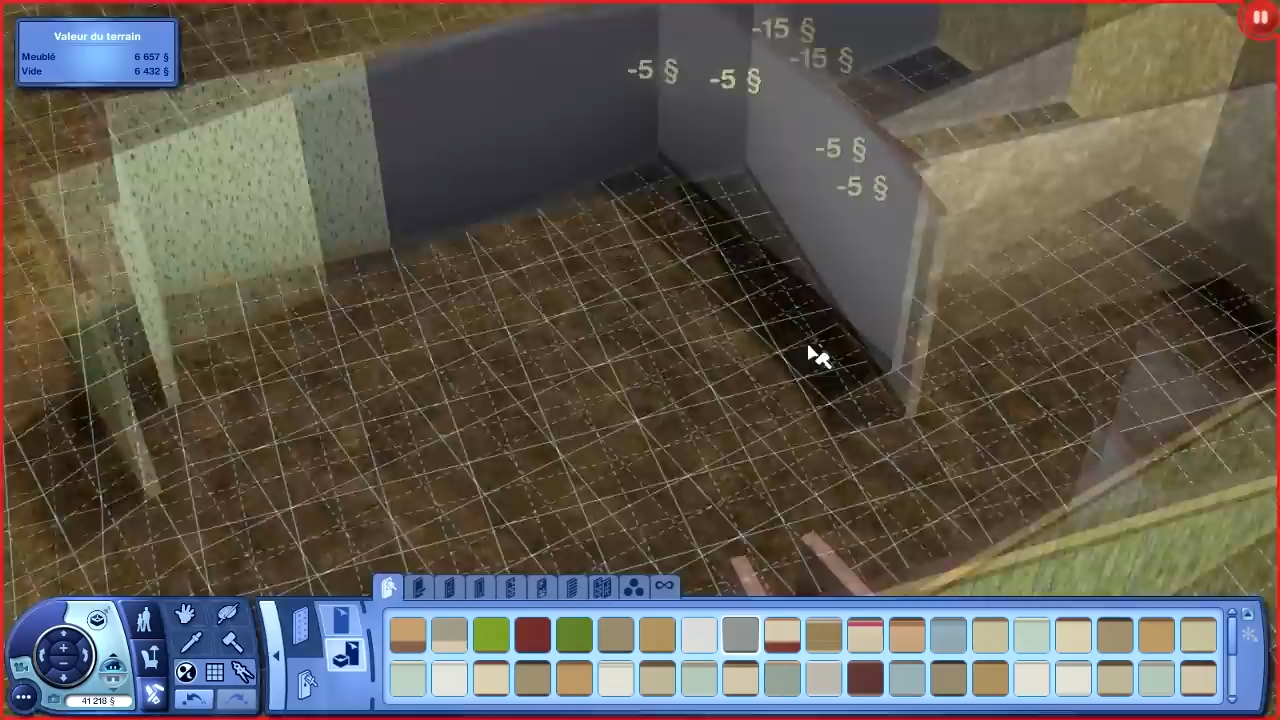 Valeur du terrain
Meublé 6 657 §
Vide 6 432 §
-15 §
-15 §
-5 §
-5 §
-5 §
-5 §
41 218 §